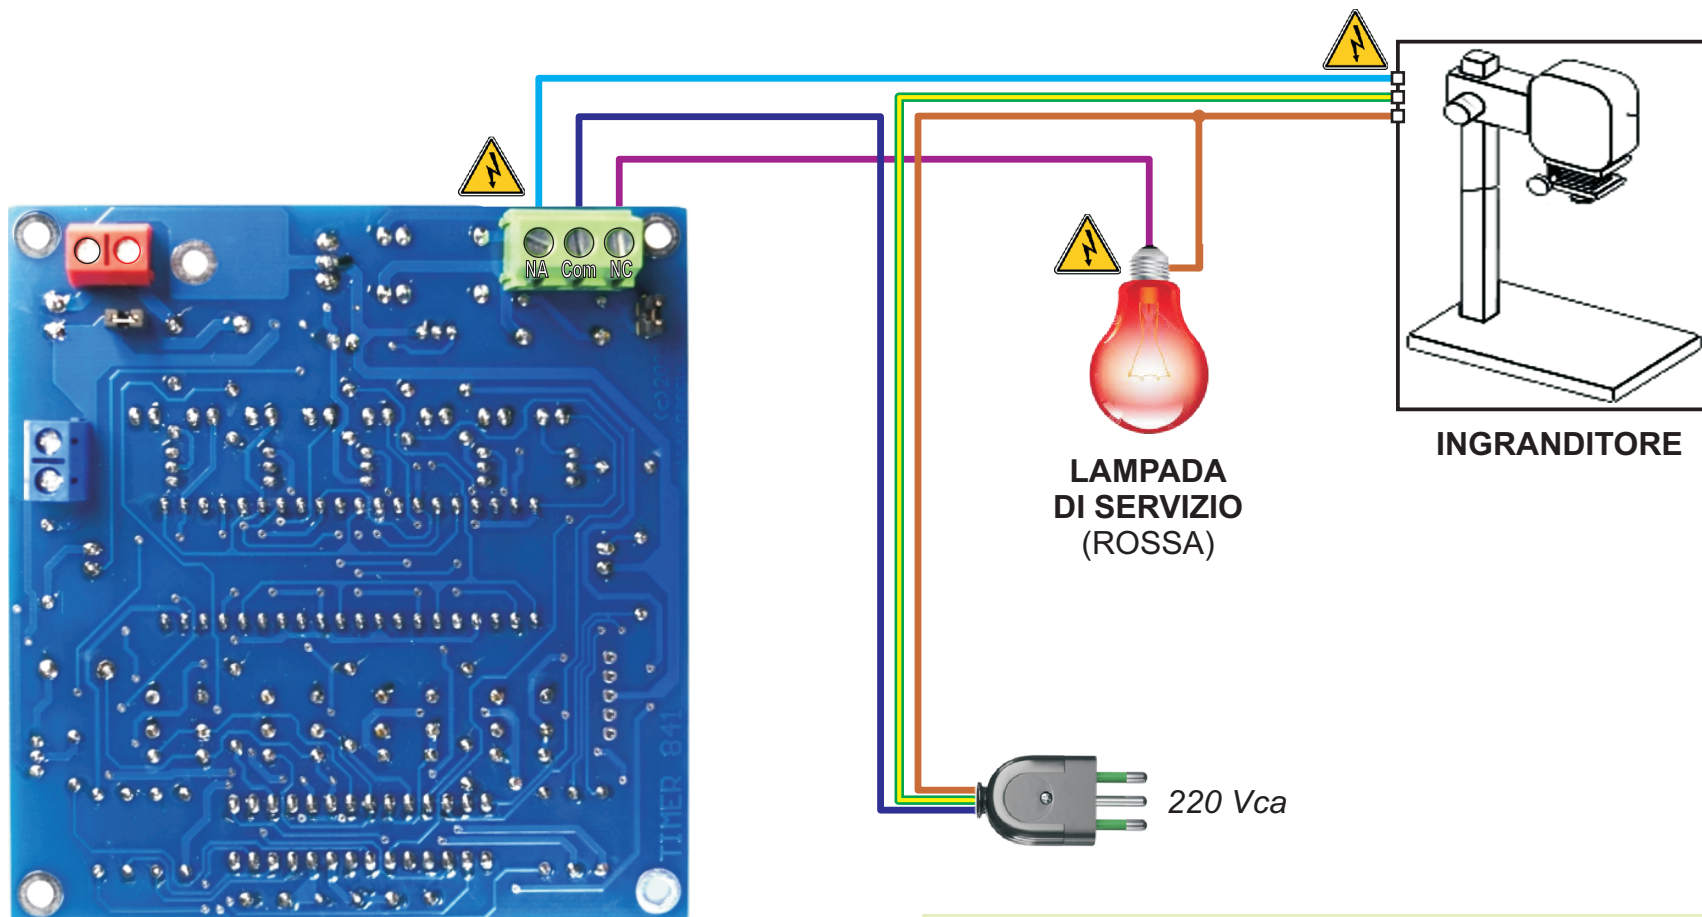 NA Com NC
INGRANDITORE
LAMPADA
DI SERVIZIO
(ROSSA)
220 Vca
TIMER 841